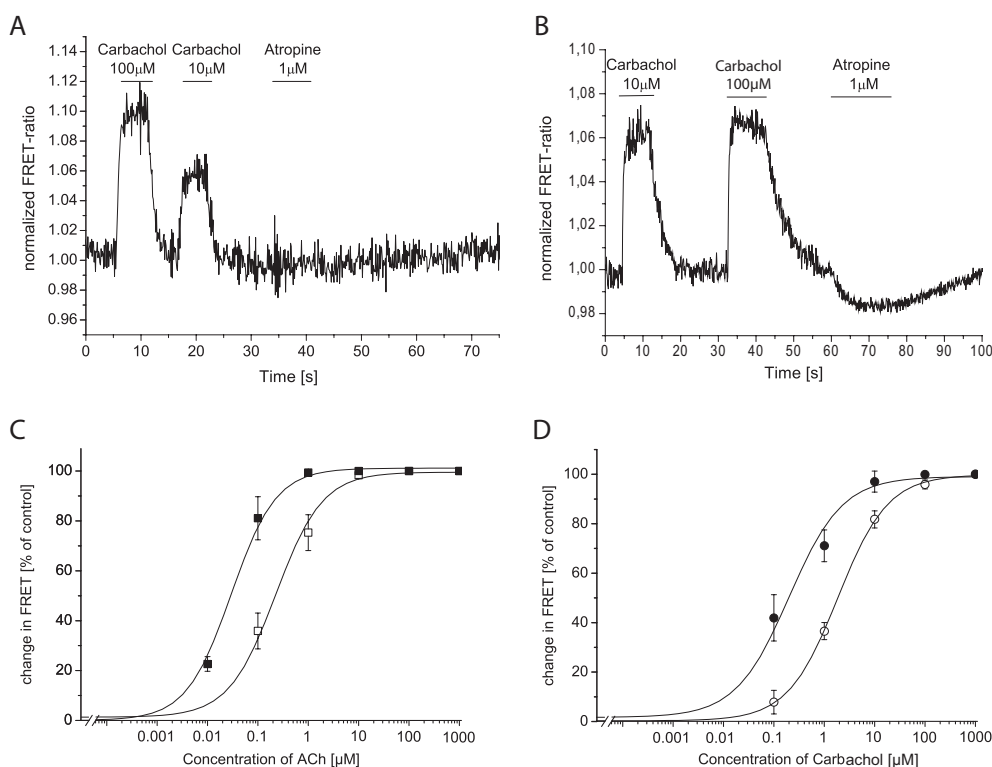 A
Carbachol
100µM
Carbachol
10µM
Atropine
1µM
normalized FRET-ratio
1.14
1.12
1.10
1.08
1.06
1.04
1.02
1.00
0.98
0.96
0 10 20 30 40 50 60 70
Time [s]
B
Carbachol
10µM
Carbachol
100µM
Atropine
1µM
normalized FRET-ratio
1,10
1,08
1,06
1,04
1,02
1,00
0,98
0 10 20 30 40 50 60 70 80 90 100
Time [s]
C
change in FRET [% of control]
100
80
60
40
20
0
0.001 0.01 0.1 1 10 100 1000
Concentration of ACh [µM]
D
change in FRET [% of control]
100
80
60
40
20
0
0.001 0.01 0.1 1 10 100 1000
Concentration of Carbachol [µM]